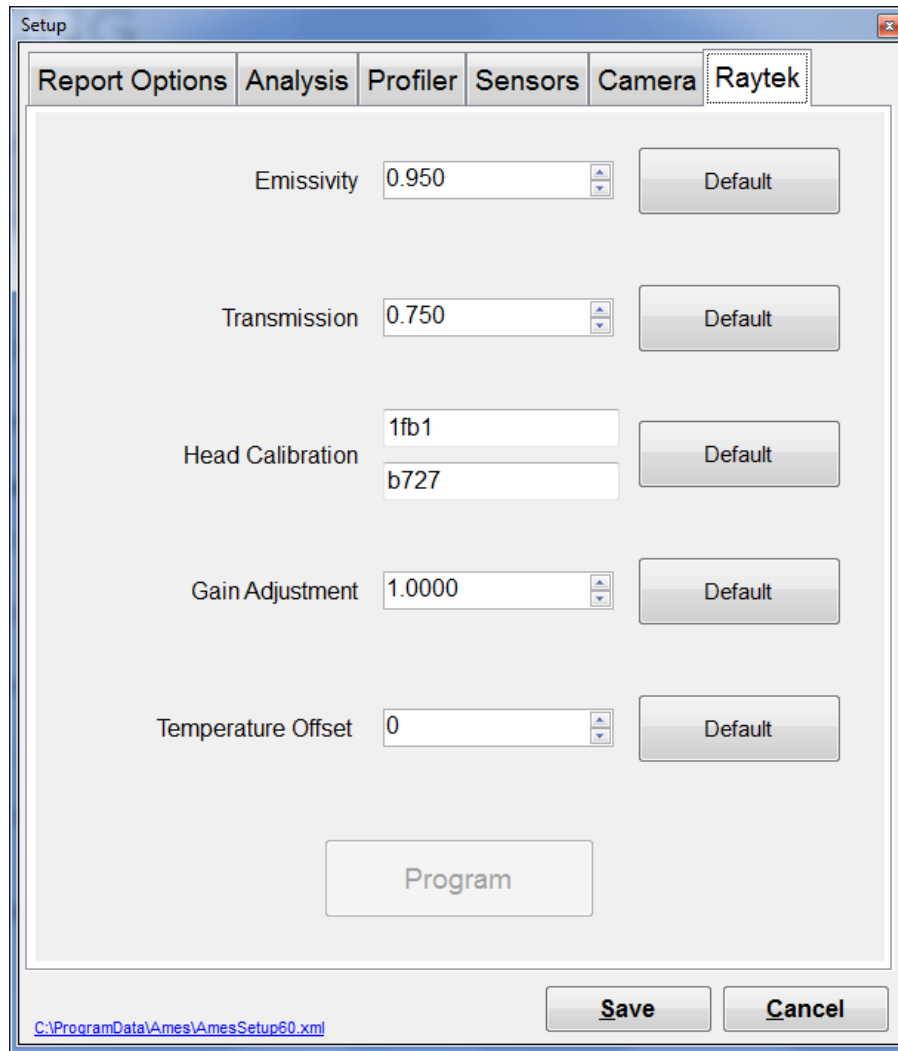 Setup
Report Options Analysis Profiler Sensors Camera Raytek
Emissivity 0.950 Default
Transmission 0.750 Default
1fb1
Head Calibration Default
b727
Gain Adjustment 1.0000 Default
Temperature Offset 0 Default
Program
Save Cancel
C:\ProgramData\Ames\AmesSetup60.xml